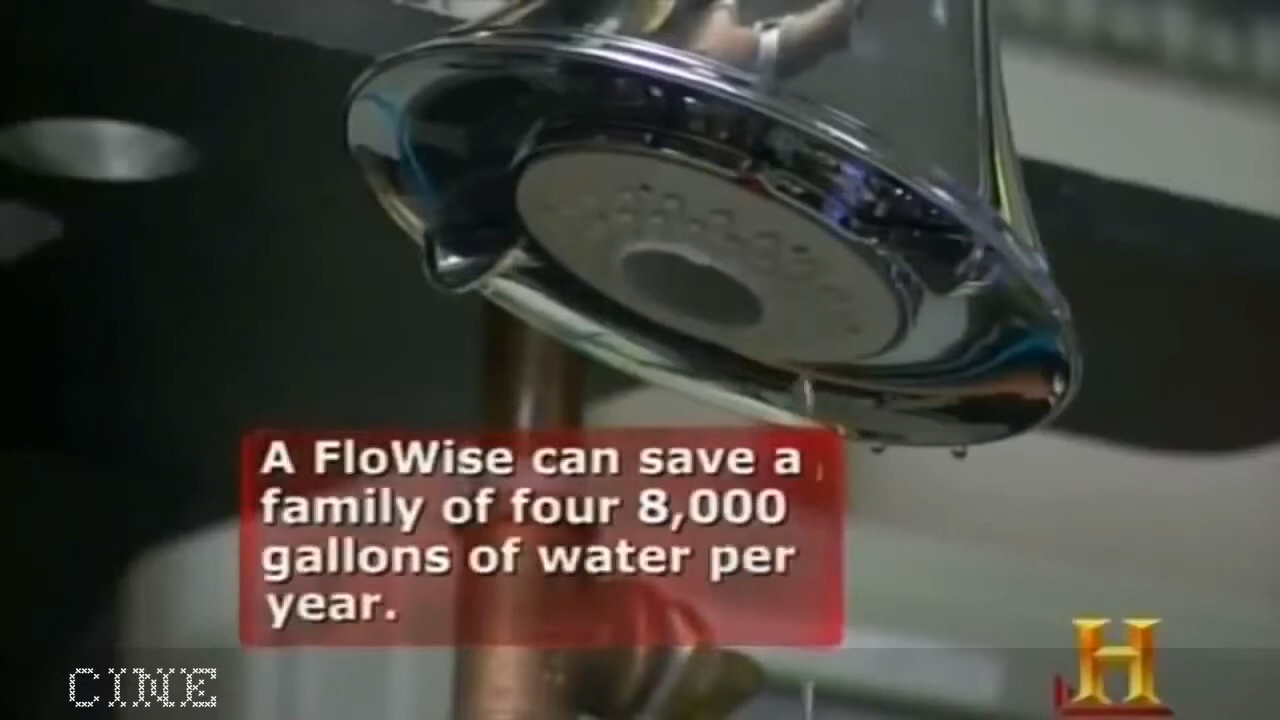 A FloWise can save a
family of four 8,000
gallons of water per
year.
CINE
H